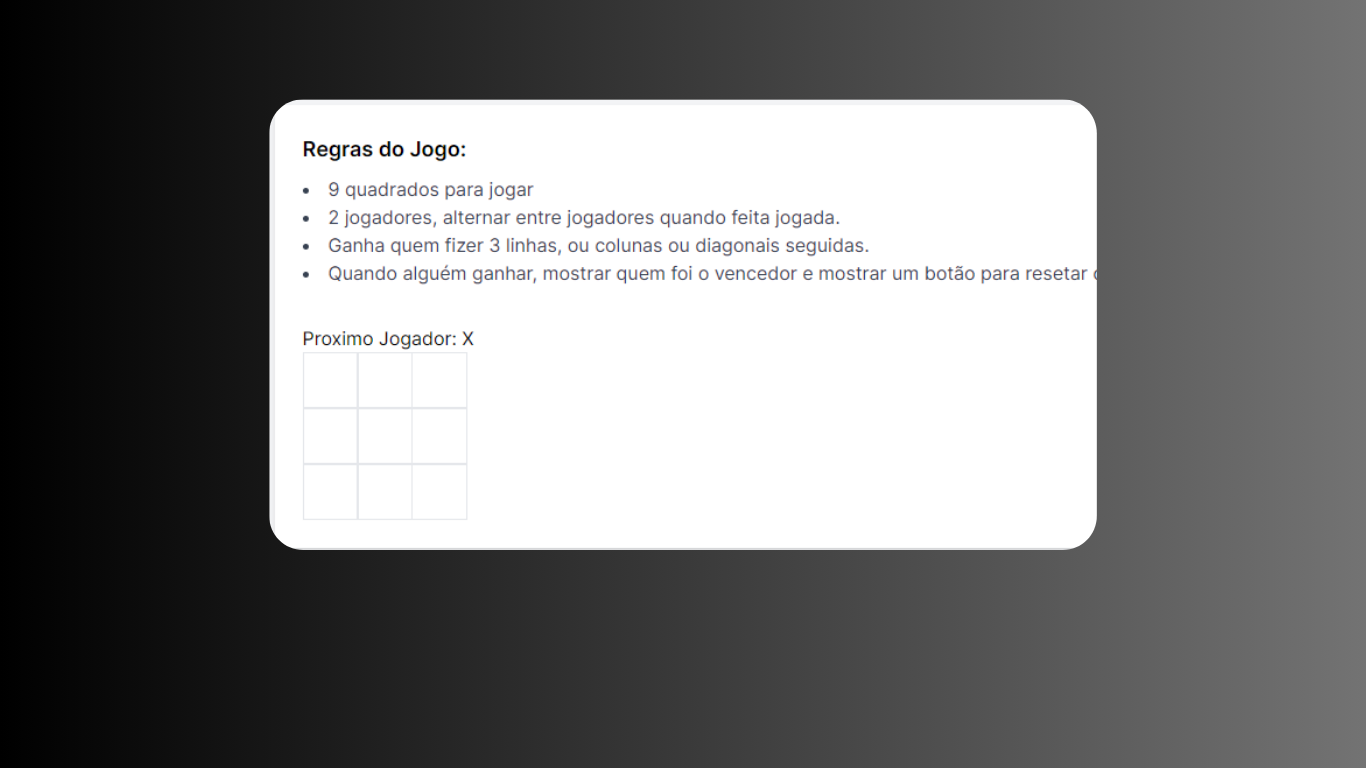 Regras do Jogo:
• 9 quadrados para jogar
• 2 jogadores, alternar entre jogadores quando feita jogada.
• Ganha quem fizer 3 linhas, ou colunas ou diagonais seguidas.
• Quando alguém ganhar, mostrar quem foi o vencedor e mostrar um botão para resetar
Proximo Jogador: X